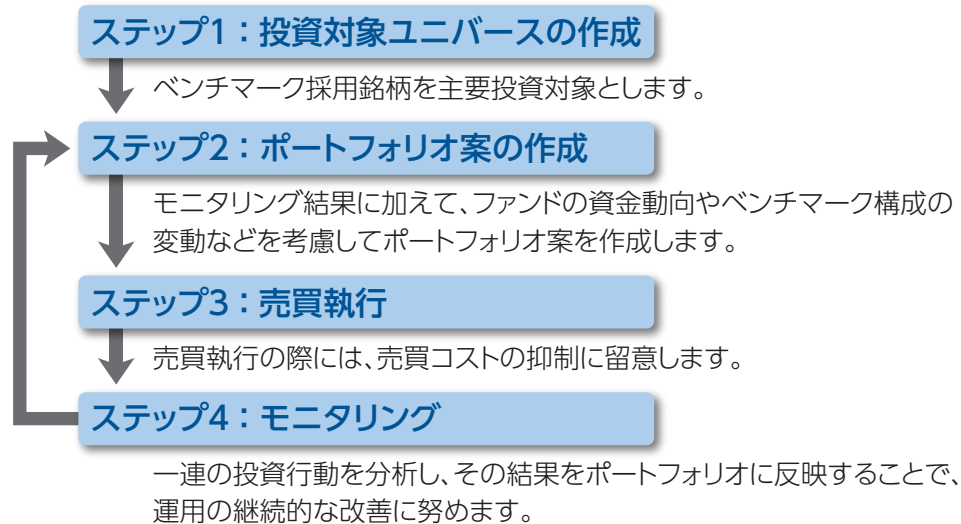 ステップ1：投資対象ユニバースの作成
ベンチマーク採用銘柄を主要投資対象とします。
ステップ2：ポートフォリオ案の作成
モニタリング結果に加えて、ファンドの資金動向やベンチマーク構成の
変動などを考慮してポートフォリオ案を作成します。
ステップ3：売買執行
売買執行の際には、売買コストの抑制に留意します。
ステップ4：モニタリング
一連の投資行動を分析し、その結果をポートフォリオに反映することで、
運用の継続的な改善に努めます。